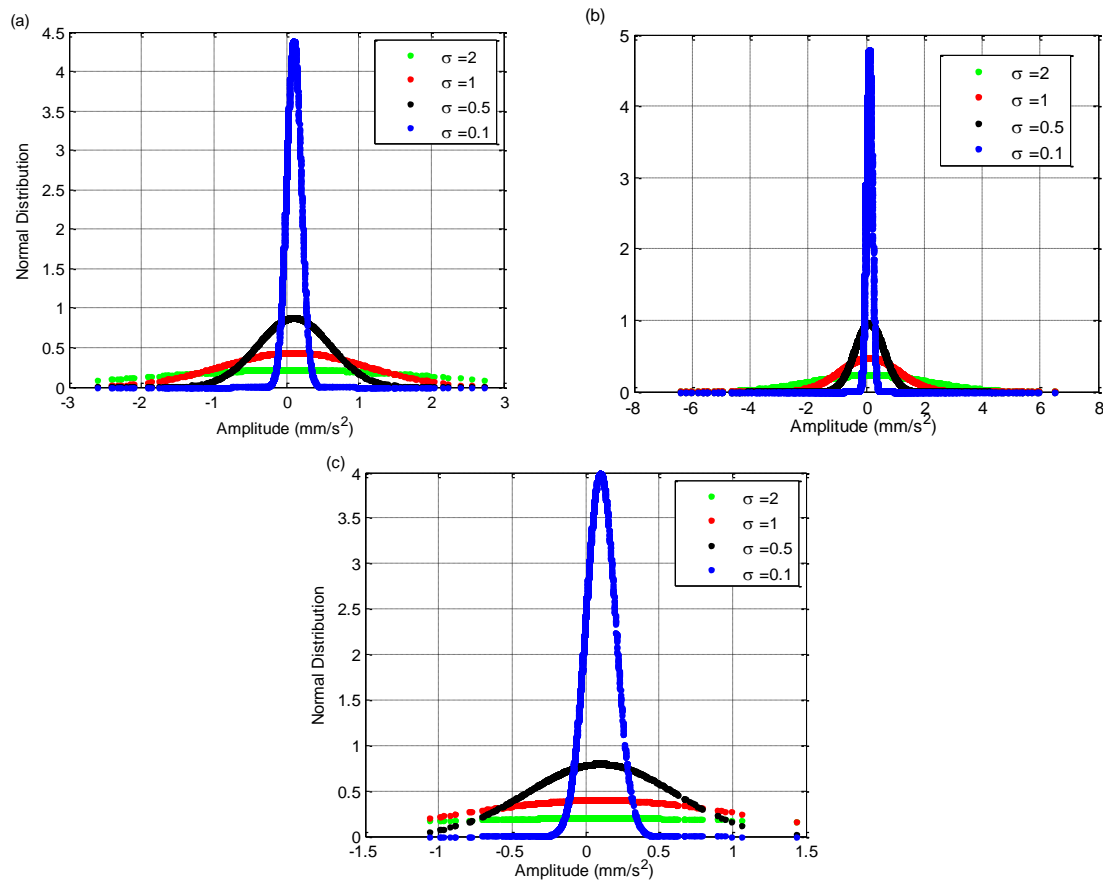 (a)
4.5
4
3.5
3
2.5
2
1.5
1
0.5
0
-3 -2 -1 0 1 2 3
Normal Distribution
Amplitude (mm/s²)
σ =2
σ =1
σ =0.5
σ =0.1
(b)
5
4
3
2
1
0
-8 -6 -4 -2 0 2 4 6 8
Amplitude (mm/s²)
σ =2
σ =1
σ =0.5
σ =0.1
(c)
4
3.5
3
2.5
2
1.5
1
0.5
0
-1.5 -1 -0.5 0 0.5 1 1.5
Normal Distribution
Amplitude (mm/s²)
σ =2
σ =1
σ =0.5
σ =0.1